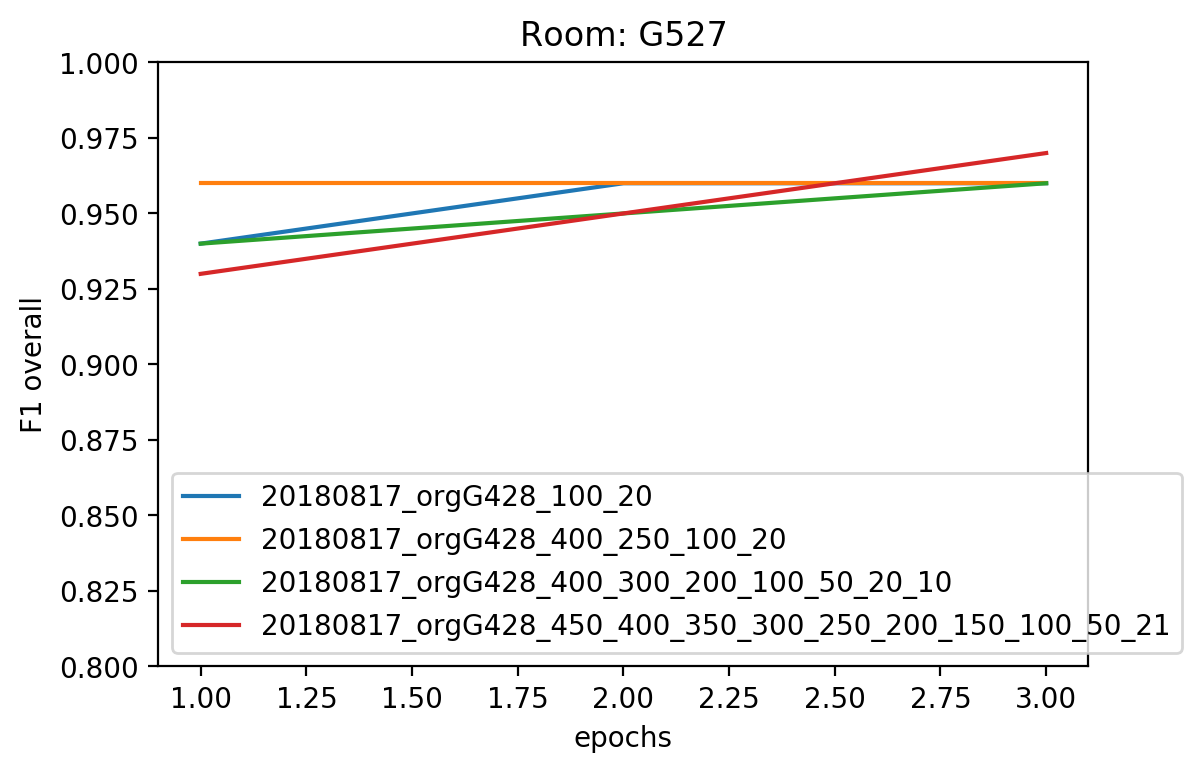 Room: G527
1.000
0.975
0.950
0.925
0.900
0.875
0.850
0.825
0.800
F1 overall
20180817_orgG428_100_20
20180817_orgG428_400_250_100_20
20180817_orgG428_400_300_200_100_50_20_10
20180817_orgG428_450_400_350_300_250_200_150_100_50_21
1.00 1.25 1.50 1.75 2.00 2.25 2.50 2.75 3.00
epochs